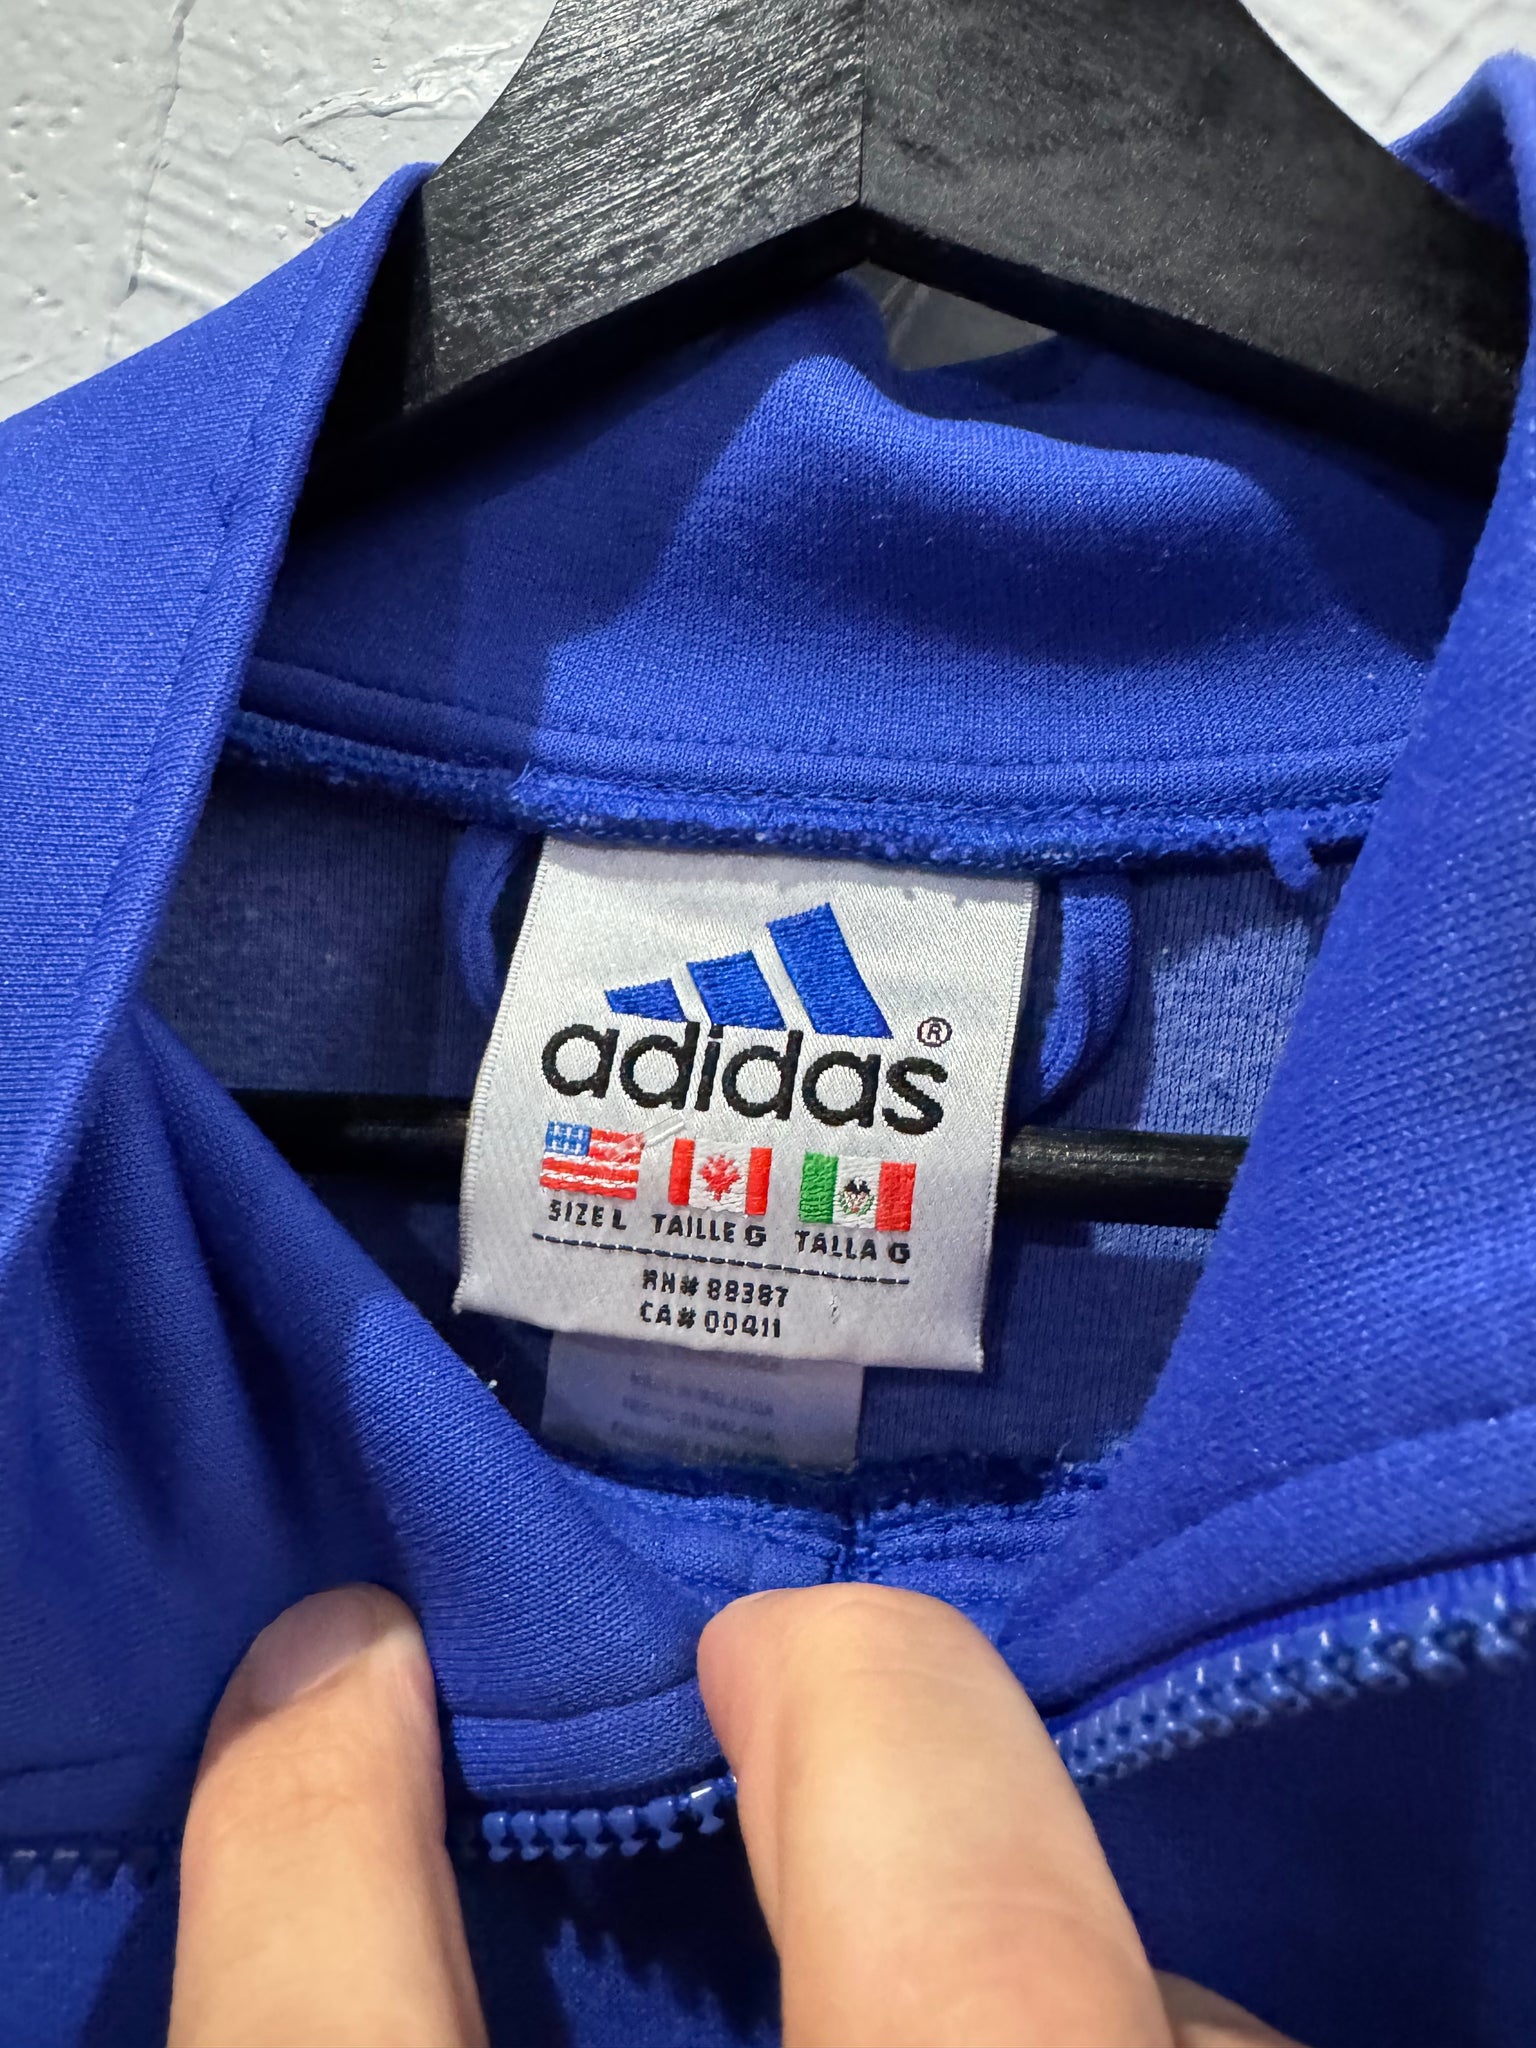 adidas®
SIZE L TAILLE G TALLA G
RN# 88387
CA# 00411